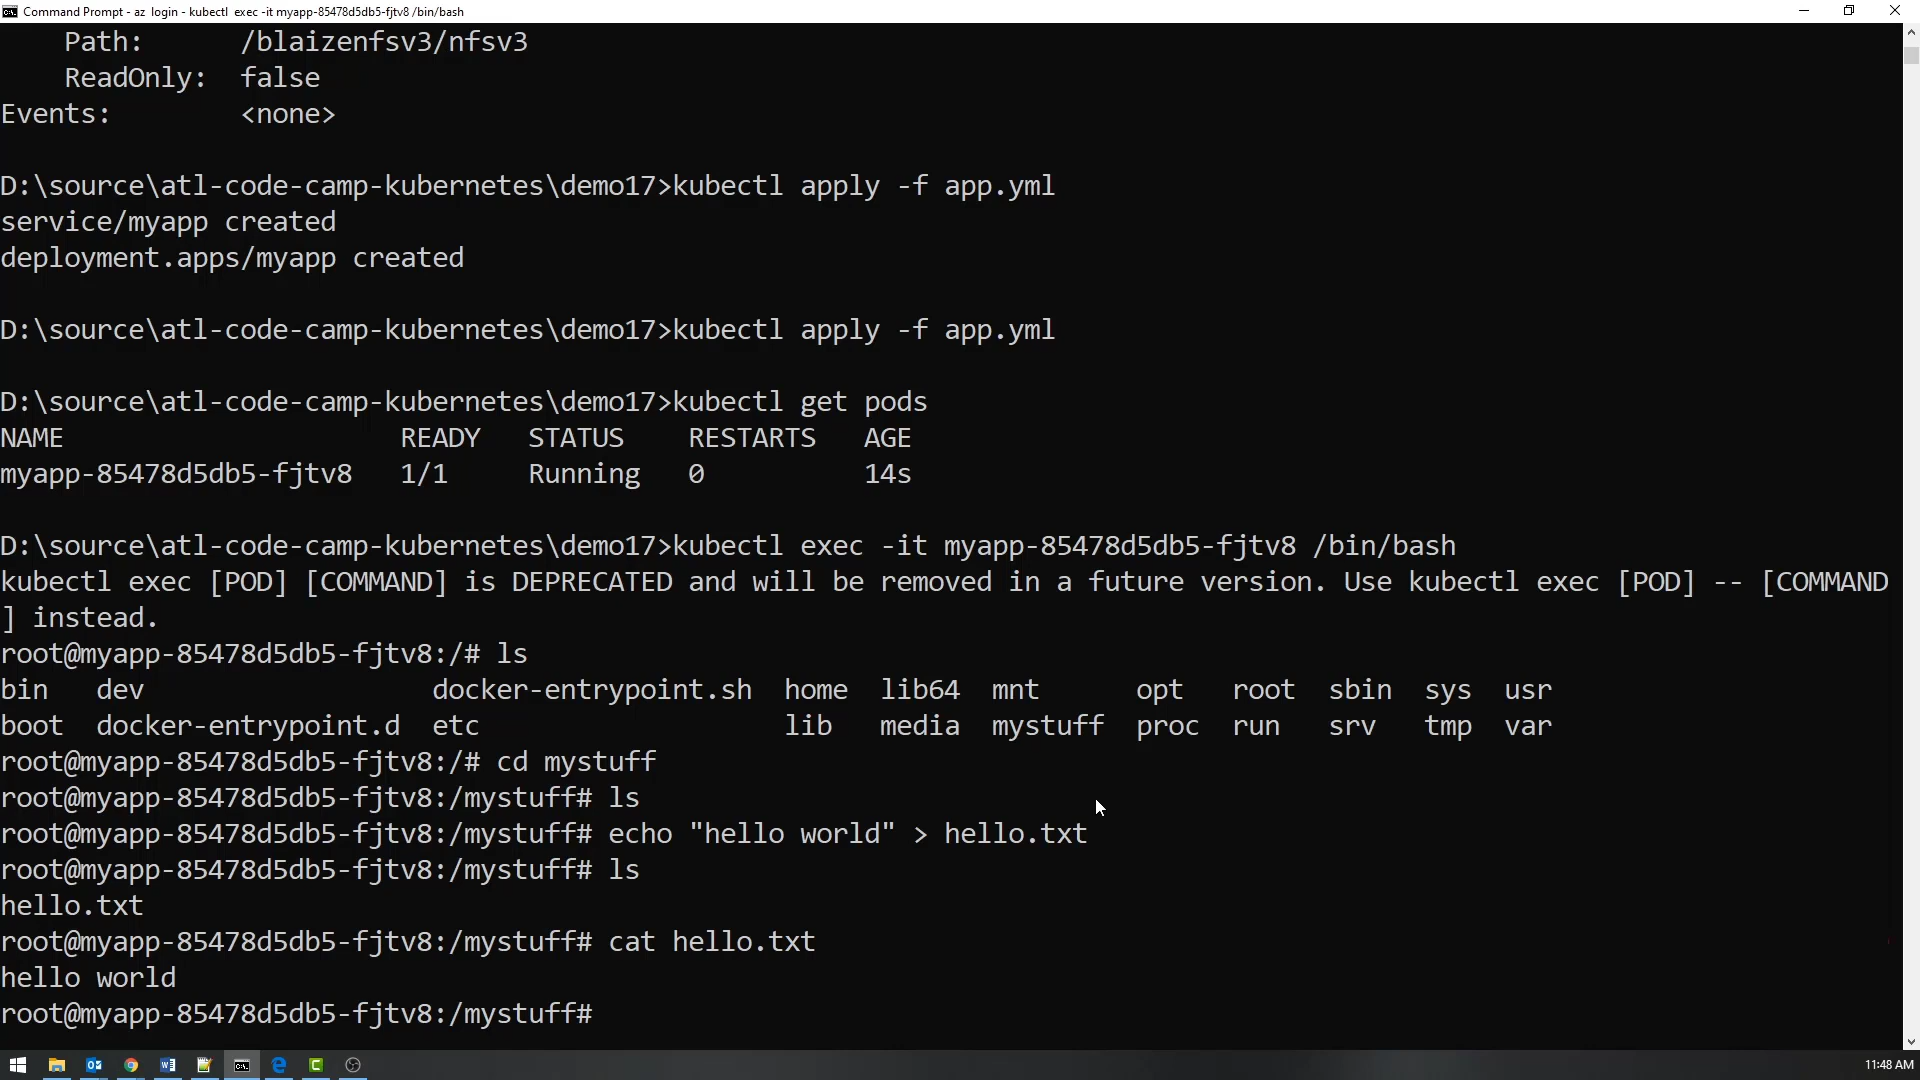 Command Prompt - az login - kubectl exec -it myapp-85478d5db5-fjtv8 /bin/bash
Path: /blaizenfsv3/nfsv3
ReadOnly: false
Events: <none>
D:\source\atl-code-camp-kubernetes\demo17>kubectl apply -f app.yml
service/myapp created
deployment.apps/myapp created
D:\source\atl-code-camp-kubernetes\demo17>kubectl apply -f app.yml
D:\source\atl-code-camp-kubernetes\demo17>kubectl get pods
NAME READY STATUS RESTARTS AGE
myapp-85478d5db5-fjtv8 1/1 Running 0 14s
D:\source\atl-code-camp-kubernetes\demo17>kubectl exec -it myapp-85478d5db5-fjtv8 /bin/bash
kubectl exec [POD] [COMMAND] is DEPRECATED and will be removed in a future version. Use kubectl exec [POD] -- [COMMAND
] instead.
root@myapp-85478d5db5-fjtv8:/# ls
bin dev docker-entrypoint.sh home lib64 mnt opt root sbin sys usr
boot docker-entrypoint.d etc lib media mystuff proc run srv tmp var
root@myapp-85478d5db5-fjtv8:/# cd mystuff
root@myapp-85478d5db5-fjtv8:/mystuff# ls
root@myapp-85478d5db5-fjtv8:/mystuff# echo "hello world" > hello.txt
root@myapp-85478d5db5-fjtv8:/mystuff# ls
hello.txt
root@myapp-85478d5db5-fjtv8:/mystuff# cat hello.txt
hello world
root@myapp-85478d5db5-fjtv8:/mystuff#
11:48 AM